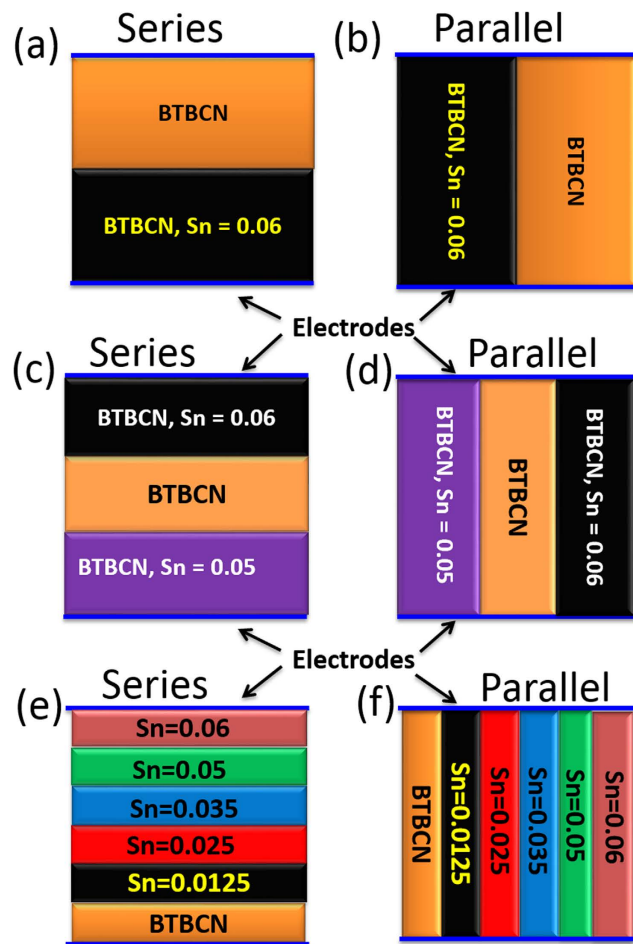 (a)
Series
BTBCN
BTBCN, Sn = 0.06
(b)
Parallel
BTBCN, Sn = 0.06
BTBCN
Electrodes
(c)
Series
BTBCN, Sn = 0.06
BTBCN
BTBCN, Sn = 0.05
(d)
Parallel
BTBCN, Sn = 0.05
BTBCN
BTBCN, Sn = 0.06
Electrodes
(e)
Series
Sn=0.06
Sn=0.05
Sn=0.035
Sn=0.025
Sn=0.0125
BTBCN
(f)
Parallel
BTBCN
Sn=0.0125
Sn=0.025
Sn=0.035
Sn=0.05
Sn=0.06